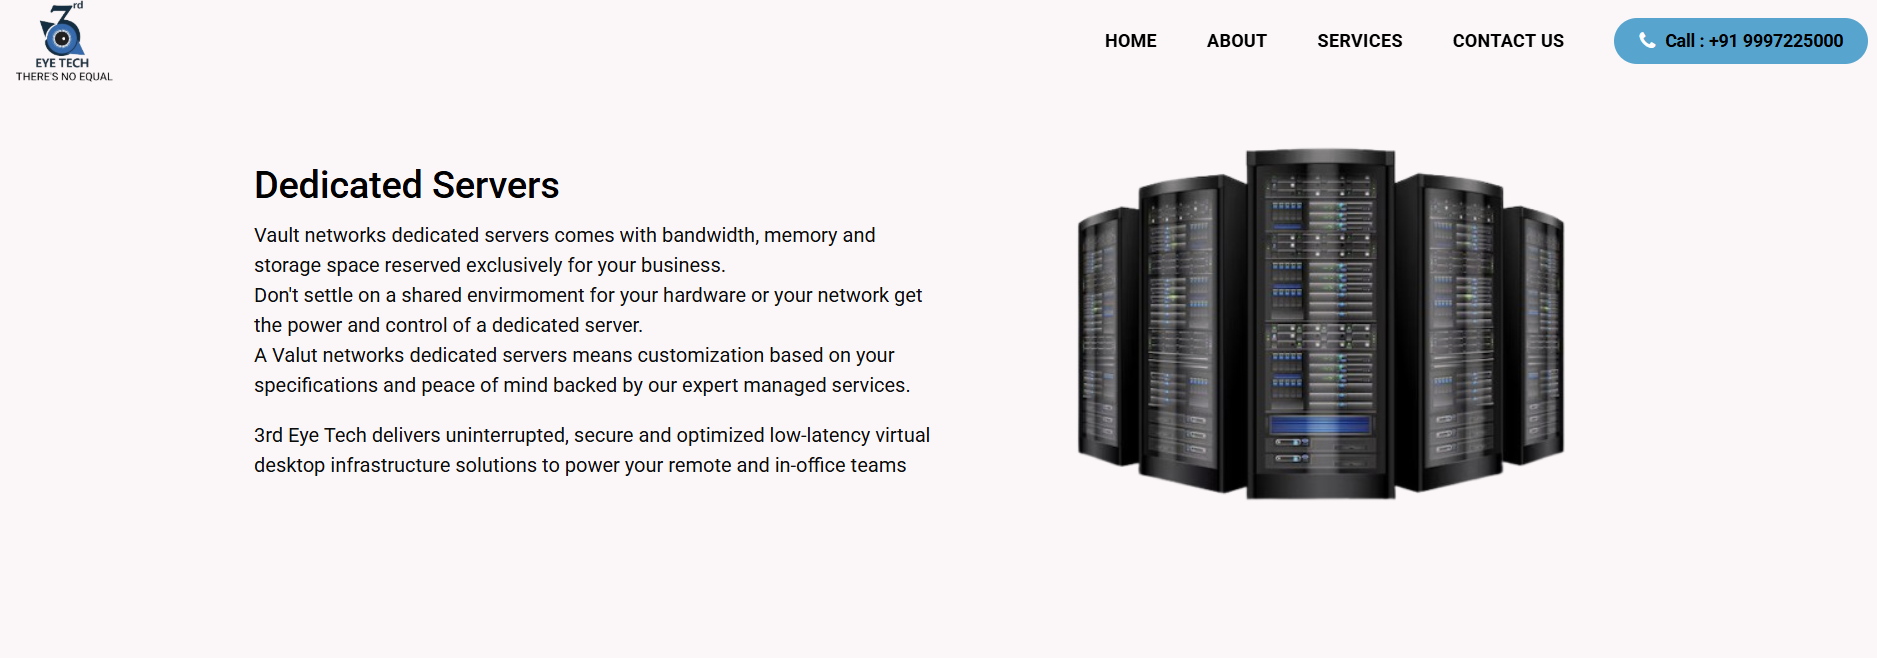 3rd
EYE TECH
THERE'S NO EQUAL
HOME
ABOUT
SERVICES
CONTACT US
Call : +91 9997225000
Dedicated Servers
Vault networks dedicated servers comes with bandwidth, memory and
storage space reserved exclusively for your business.
Don't settle on a shared envirmoment for your hardware or your network get
the power and control of a dedicated server.
A Valut networks dedicated servers means customization based on your
specifications and peace of mind backed by our expert managed services.
3rd Eye Tech delivers uninterrupted, secure and optimized low-latency virtual
desktop infrastructure solutions to power your remote and in-office teams